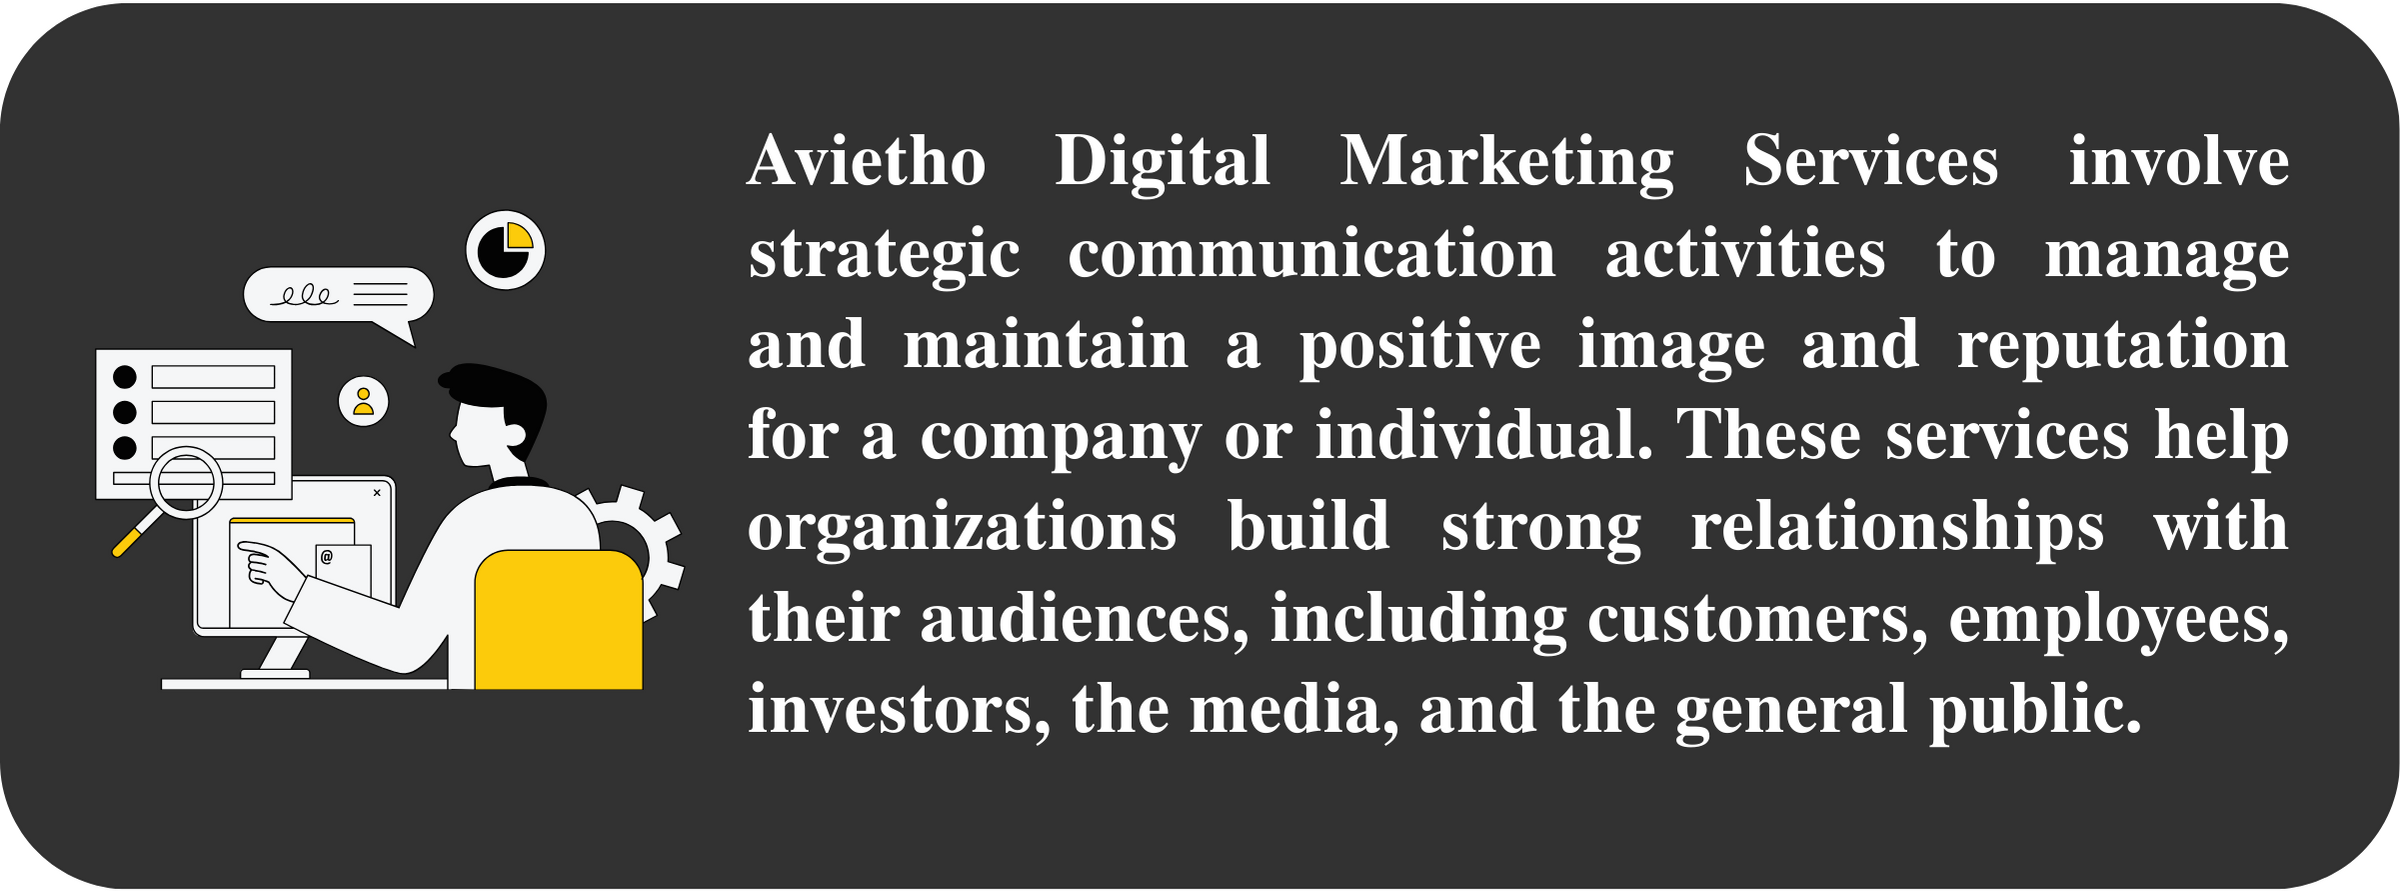 Avietho Digital Marketing Services involve
strategic communication activities to manage
and maintain a positive image and reputation
for a company or individual. These services help
organizations build strong relationships with
their audiences, including customers, employees,
investors, the media, and the general public.
@